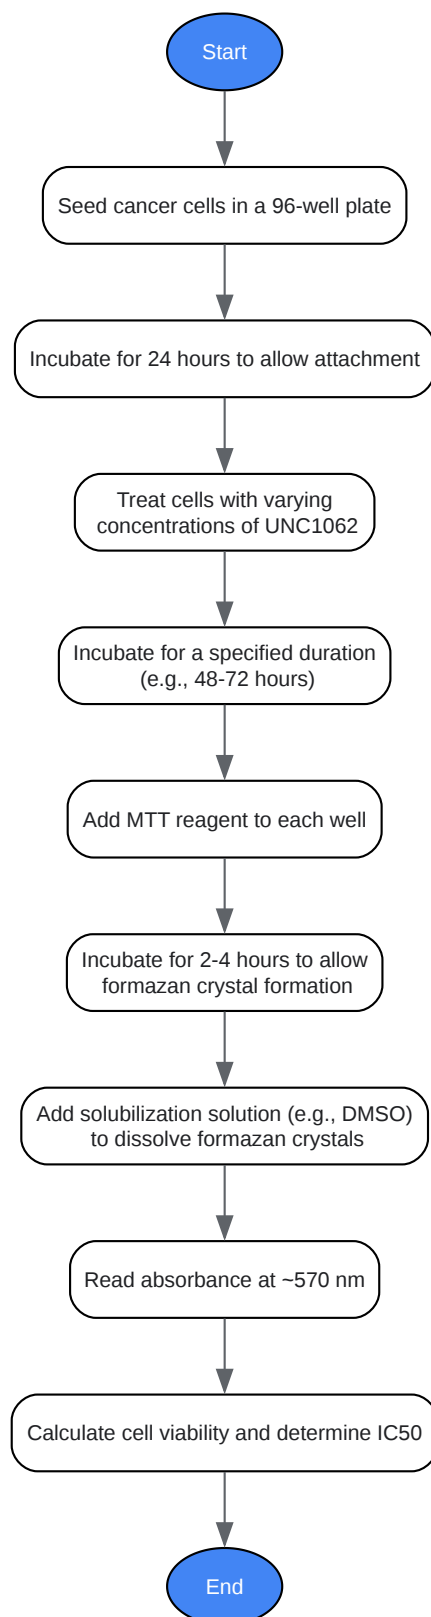 Start
Seed cancer cells in a 96-well plate
Incubate for 24 hours to allow attachment
Treat cells with varying
concentrations of UNC1062
Incubate for a specified duration
(e.g., 48-72 hours)
Add MTT reagent to each well
Incubate for 2-4 hours to allow
formazan crystal formation
Add solubilization solution (e.g., DMSO)
to dissolve formazan crystals
Read absorbance at ~570 nm
Calculate cell viability and determine IC50
End